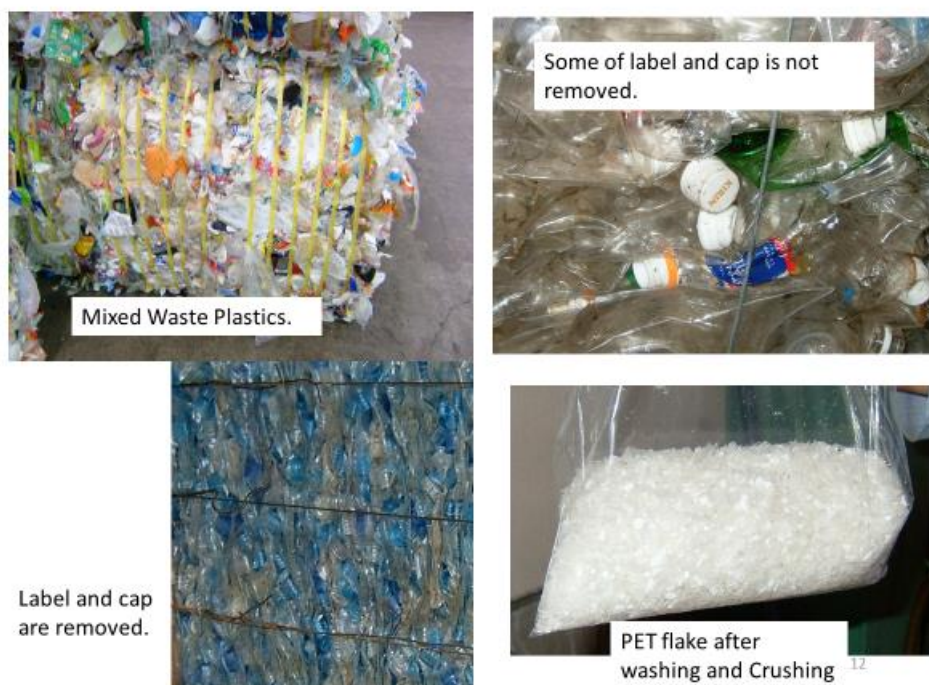 Mixed Waste Plastics.
Some of label and cap is not
removed.
KIRIN
Label and cap
are removed.
PET flake after
washing and Crushing
12